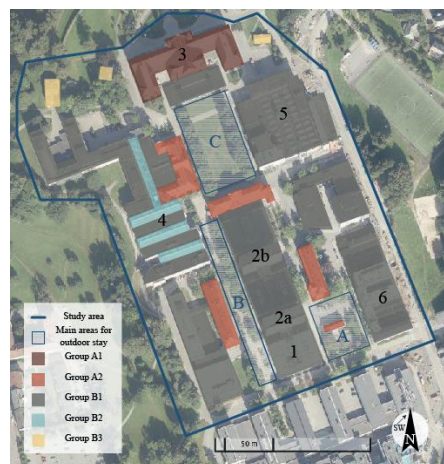 3
5
C
4
2b
B
2a
6
A
1
Study area
Main areas for
outdoor stay
Group A1
Group A2
Group B1
Group B2
Group B3
50 m
SW
N